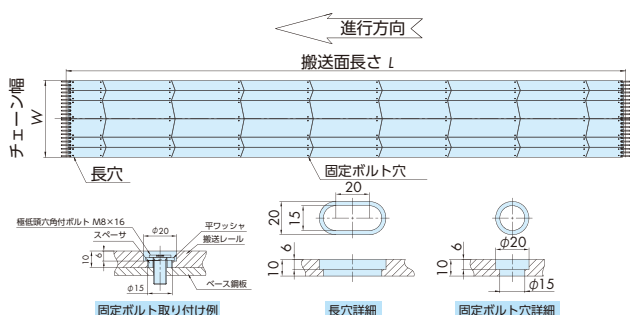 進行方向
搬送面長さ L
チェーン幅
W
長穴
固定ボルト穴
極低頭六角付ボルト M8×16
スペーサ
φ20
平ワッシャ
搬送レール
10
6
φ15
ベース鋼板
固定ボルト取り付け例
20
20
15
6
10
長穴詳細
6
10
φ20
φ15
固定ボルト穴詳細